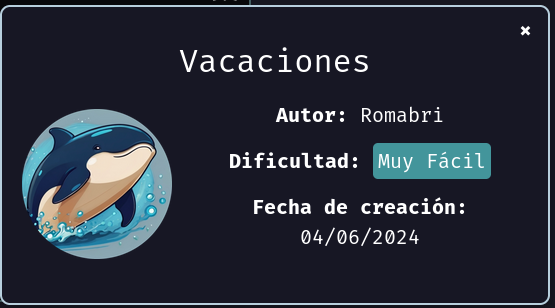 Vacaciones
Autor: Romabri
Dificultad: Muy Fácil
Fecha de creación:
04/06/2024